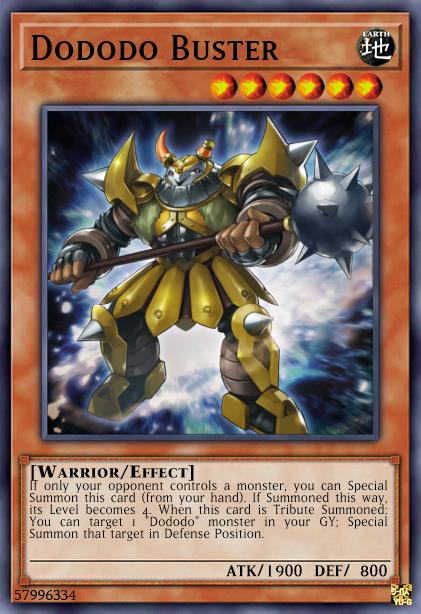 DODODO BUSTER
EARTH
地
[WARRIOR/EFFECT]
If only your opponent controls a monster, you can Special
Summon this card (from your hand). If Summoned this way,
its Level becomes 4. When this card is Tribute Summoned:
You can target 1 "Dododo" monster in your GY; Special
Summon that target in Defense Position.
ATK/1900 DEF/ 800
57996334